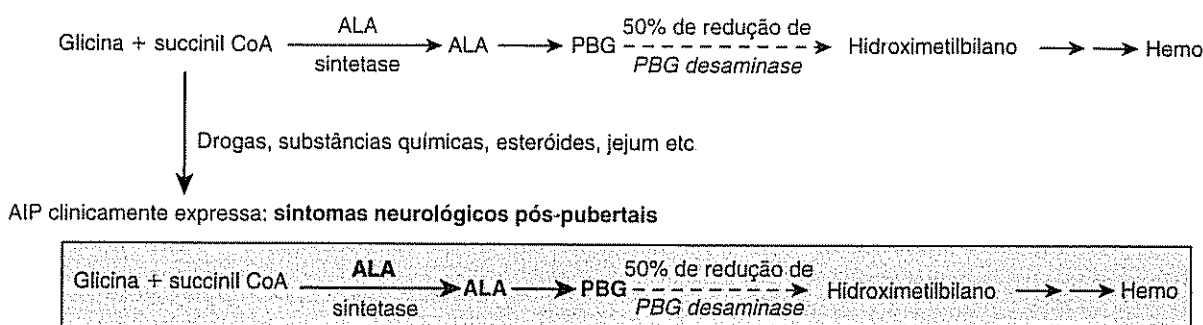 Glicina + succinil CoA ALA sintetase ALA PBG 50% de redução de PBG desaminase Hidroximetilbilano Hemo
Drogas, substâncias químicas, esteróides, jejum etc
AIP clinicamente expressa: sintomas neurológicos pós-pubertais
Glicina + succinil CoA ALA sintetase ALA PBG 50% de redução de PBG desaminase Hidroximetilbilano Hemo